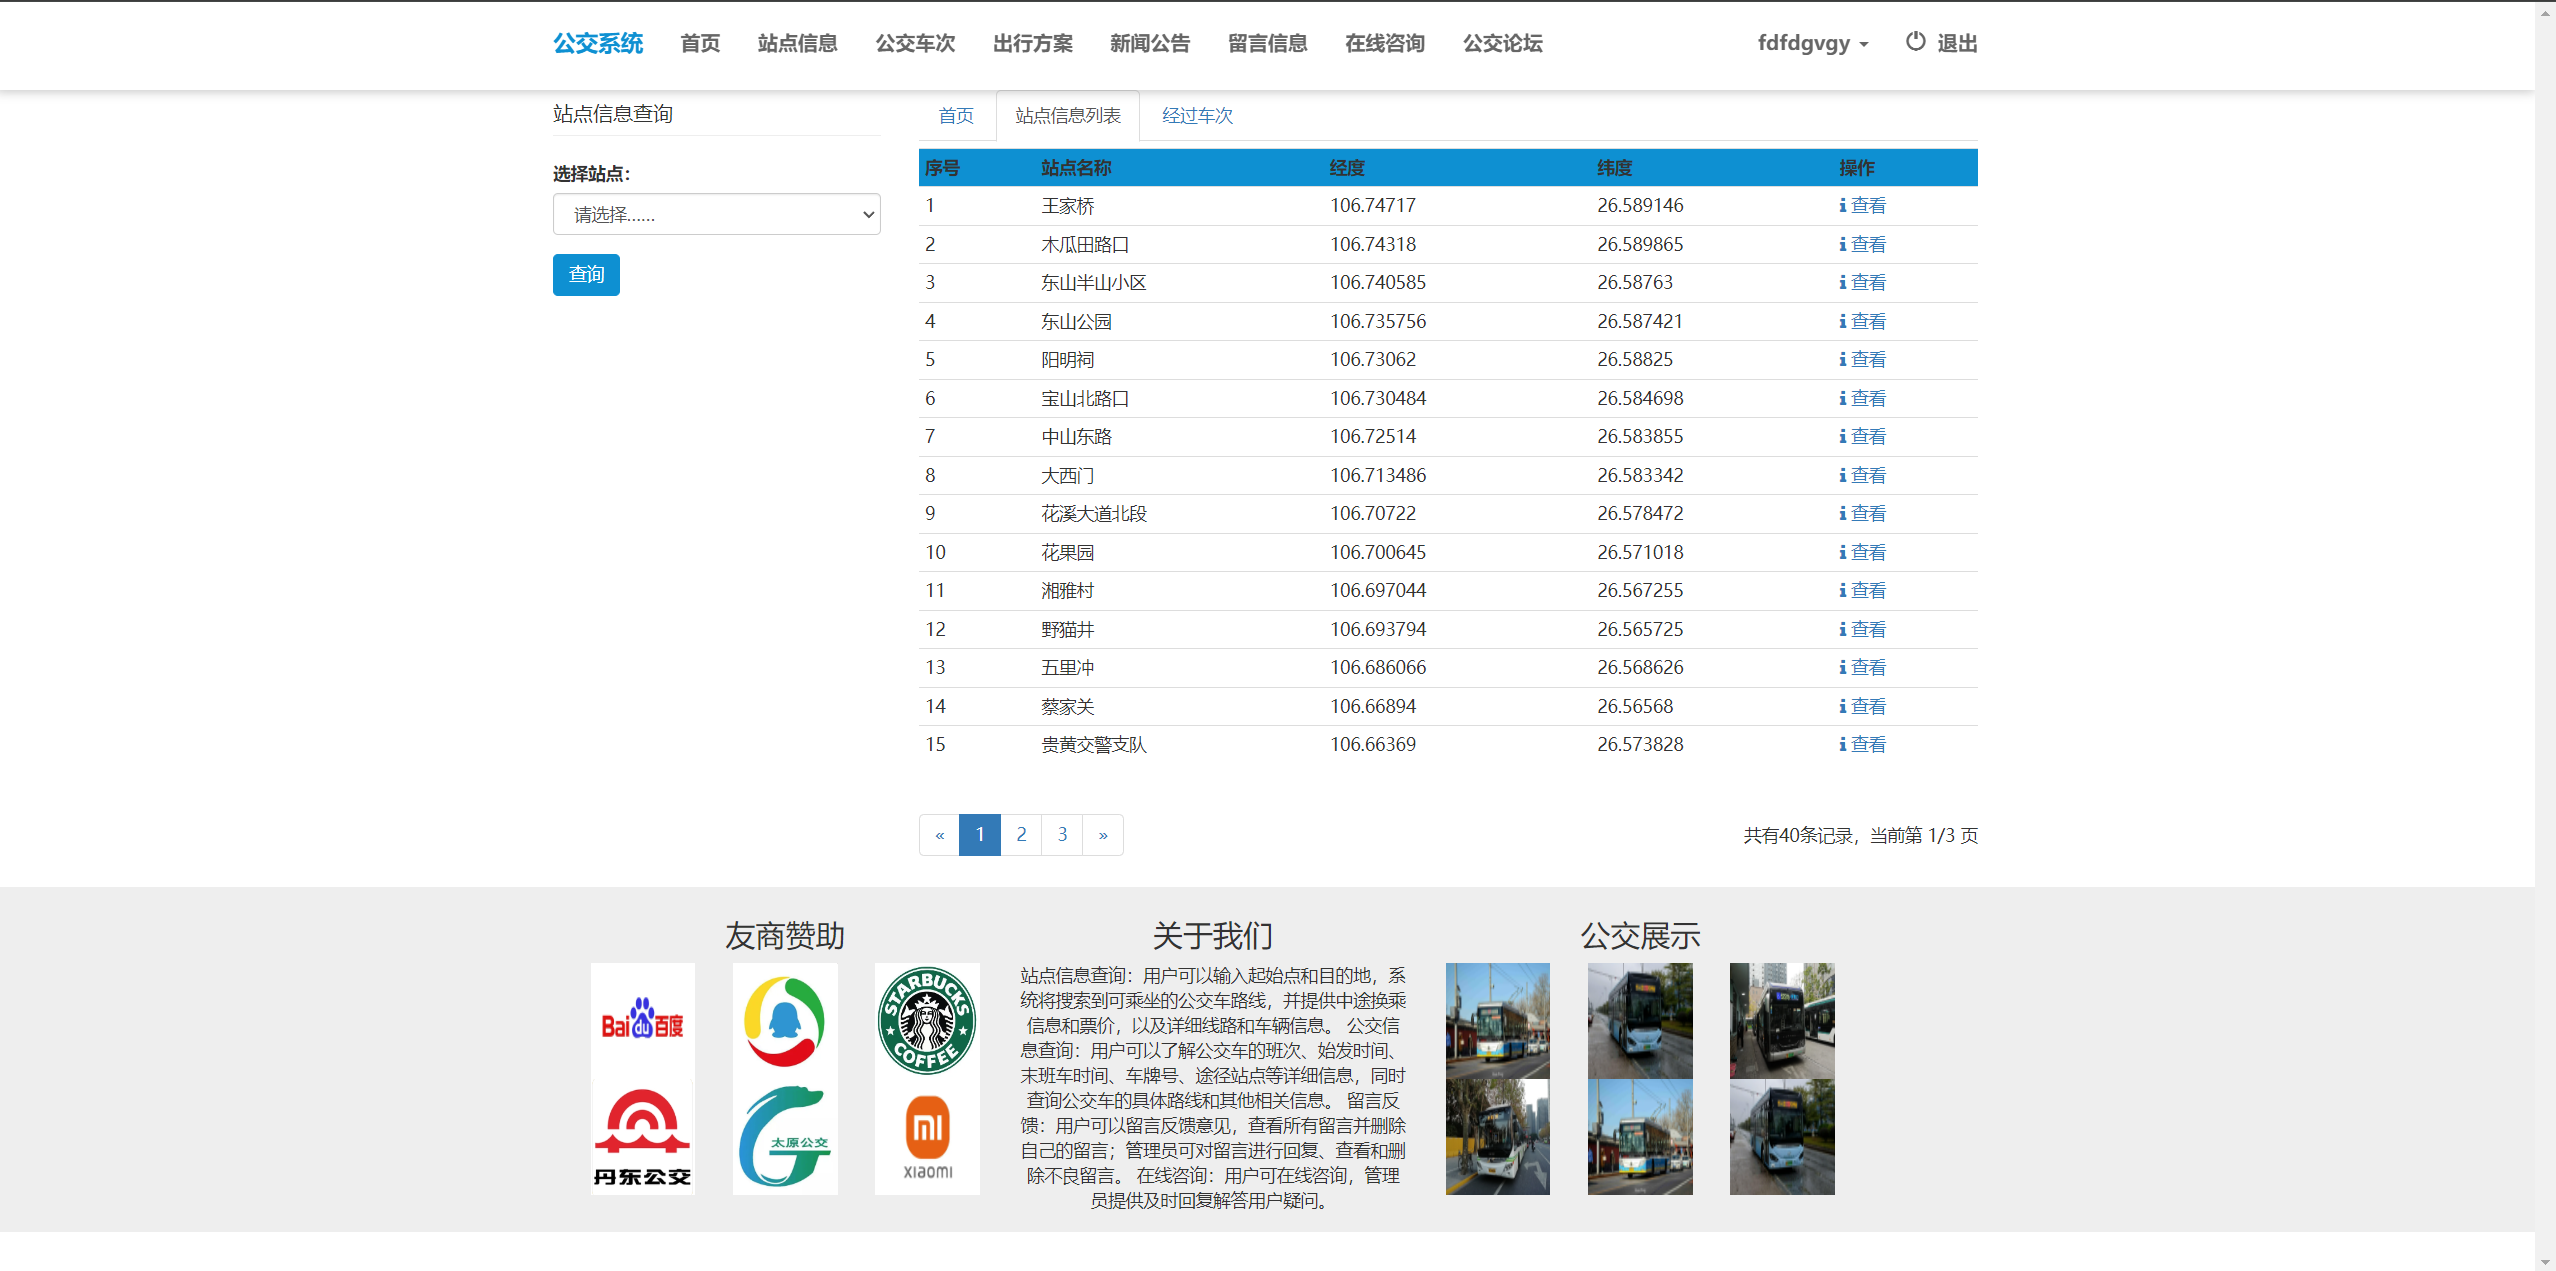 公交系统 首页 站点信息 公交车次 出行方案 新闻公告 留言信息 在线咨询 公交论坛 fdfdgvgy 退出
站点信息查询
选择站点：
请选择......
查询
首页 站点信息列表 经过车次
序号 站点名称 经度 纬度 操作
1 王家桥 106.74717 26.589146 查看
2 木瓜田路口 106.74318 26.589865 查看
3 东山半山小区 106.740585 26.58763 查看
4 东山公园 106.735756 26.587421 查看
5 阳明祠 106.73062 26.58825 查看
6 宝山北路口 106.730484 26.584698 查看
7 中山东路 106.72514 26.583855 查看
8 大西门 106.713486 26.583342 查看
9 花溪大道北段 106.70722 26.578472 查看
10 花果园 106.700645 26.571018 查看
11 湘雅村 106.697044 26.567255 查看
12 野猫井 106.693794 26.565725 查看
13 五里冲 106.686066 26.568626 查看
14 蔡家关 106.66894 26.56568 查看
15 贵黄交警支队 106.66369 26.573828 查看
« 1 2 3 »
共有40条记录，当前第 1/3 页
友商赞助
Bai du 百度
STARBUCKS COFFEE
丹东公交
太原公交
xiaomi
关于我们
站点信息查询：用户可以输入起始点和目的地，系
统将搜索到可乘坐的公交车路线，并提供中途换乘
信息和票价，以及详细线路和车辆信息。 公交信
息查询：用户可以了解公交车的班次、始发时间、
末班车时间、车牌号、途径站点等详细信息，同时
查询公交车的具体路线和其他相关信息。 留言反
馈：用户可以留言反馈意见，查看所有留言并删除
自己的留言；管理员可对留言进行回复、查看和删
除不良留言。 在线咨询：用户可在线咨询，管理
员提供及时回复解答用户疑问。
公交展示